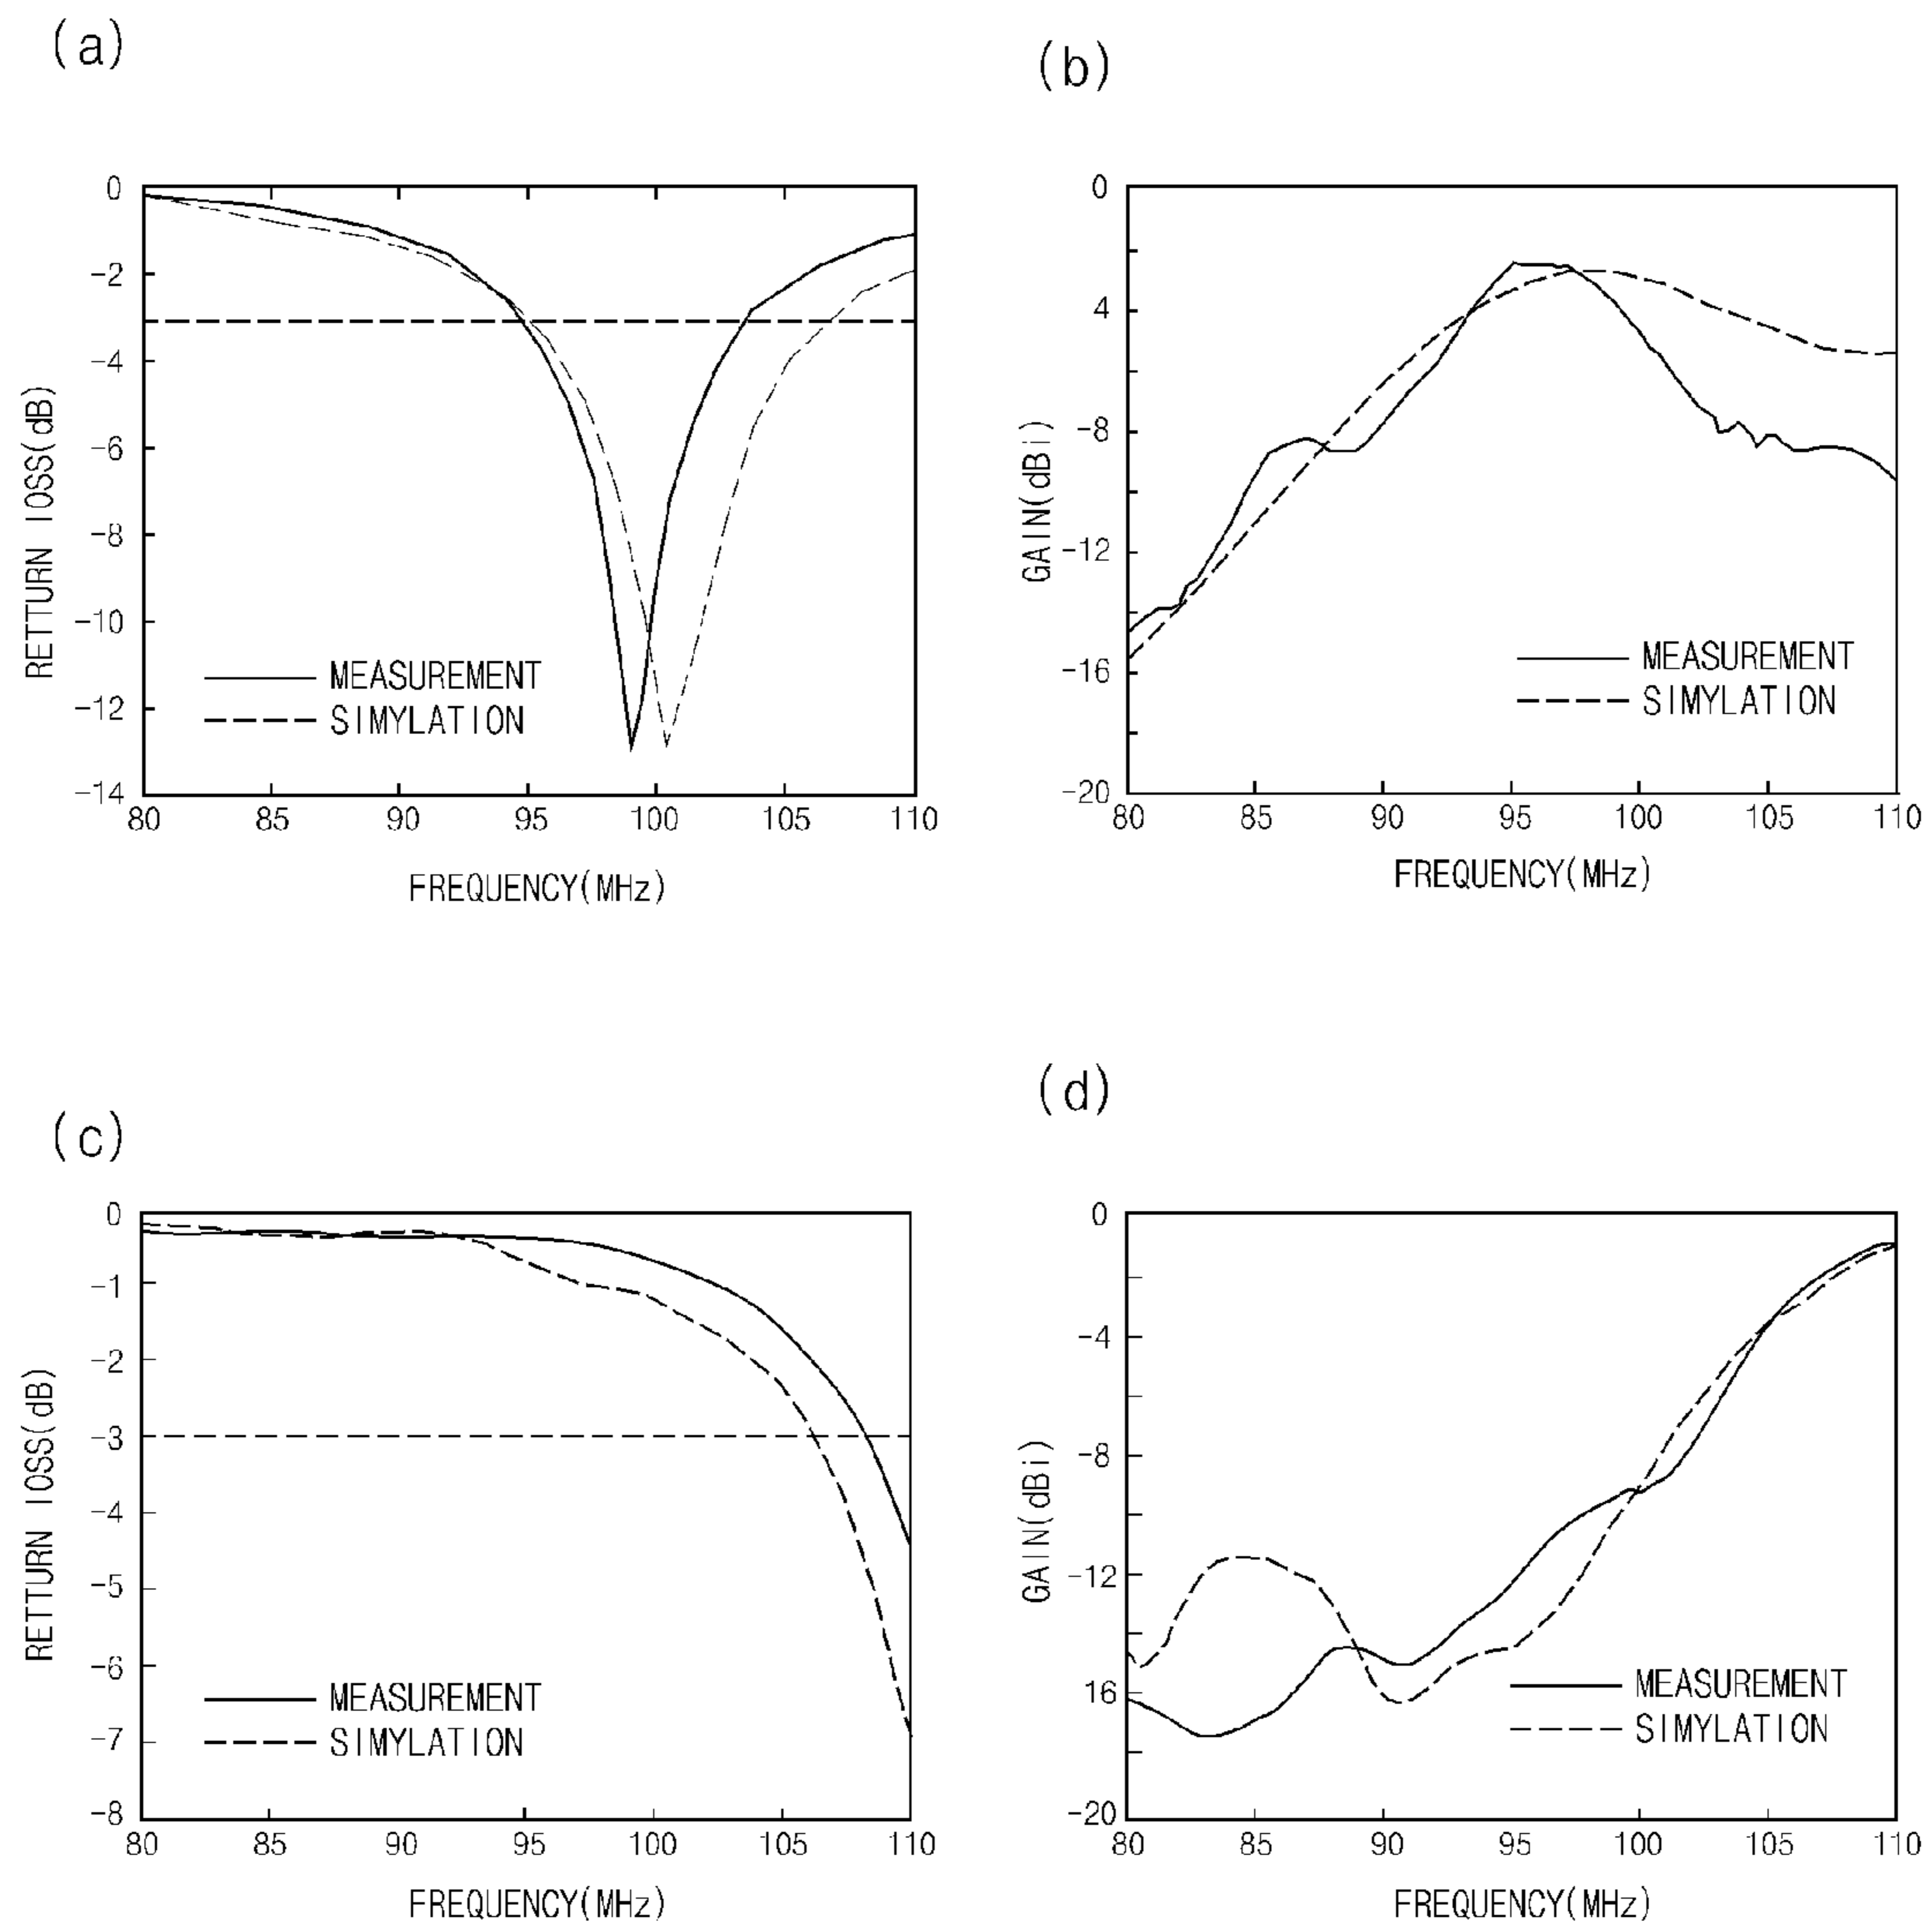 (a)
RETTURN IOSS(dB)
0
-2
-4
-6
-8
-10
-12
-14
80 85 90 95 100 105 110
FREQUENCY(MHz)
MEASUREMENT
SIMYLATION
(b)
GAIN(dBi)
0
4
-8
-12
-16
-20
80 85 90 95 100 105 110
FREQUENCY(MHz)
MEASUREMENT
SIMYLATION
(c)
RETTURN IOSS(dB)
0
-1
-2
-3
-4
-5
-6
-7
-8
80 85 90 95 100 105 110
FREQUENCY(MHz)
MEASUREMENT
SIMYLATION
(d)
GAIN(dBi)
0
-4
-8
-12
16
-20
80 85 90 95 100 105 110
FREQUENCY(MHz)
MEASUREMENT
SIMYLATION